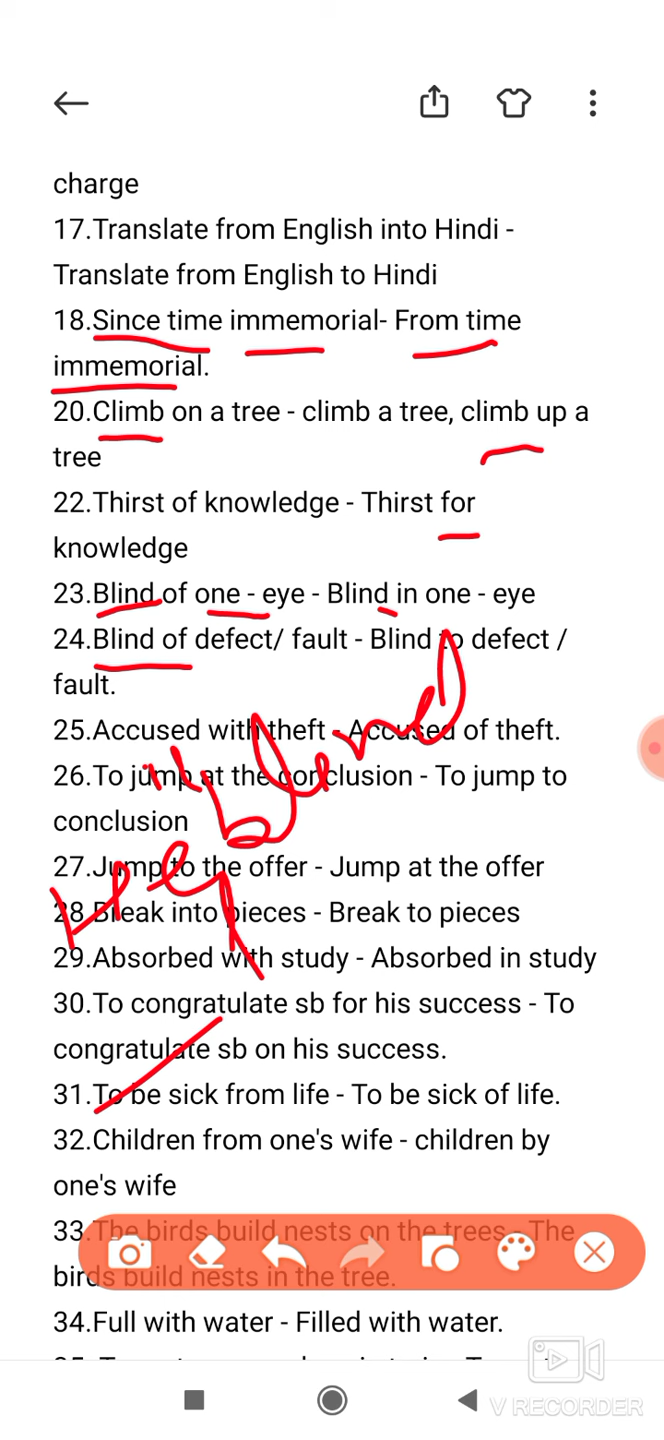 charge
17.Translate from English into Hindi -
Translate from English to Hindi
18.Since time immemorial- From time
immemorial.
20.Climb on a tree - climb a tree, climb up a
tree
22.Thirst of knowledge - Thirst for
knowledge
23.Blind of one - eye - Blind in one - eye
24.Blind of defect/ fault - Blind to defect /
fault.
25.Accused with theft - Accused of theft.
26.To jump at the conclusion - To jump to
conclusion
27.Jump to the offer - Jump at the offer
28.Break into pieces - Break to pieces
29.Absorbed with study - Absorbed in study
30.To congratulate sb for his success - To
congratulate sb on his success.
31.To be sick from life - To be sick of life.
32.Children from one's wife - children by
one's wife
33.The birds build nests on the trees - The
birds build nests in the tree.
34.Full with water - Filled with water.
V RECORDER